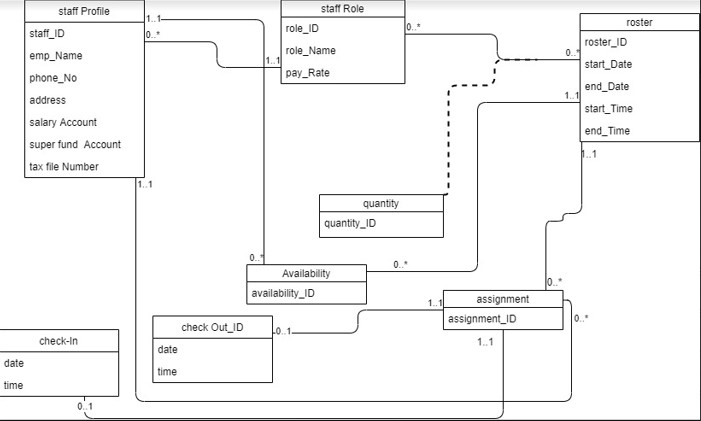 staff Profile
staff_ID
emp_Name
phone_No
address
salary Account
super fund Account
tax file Number
1..1
0..*
1..1
1..1
staff Role
role_ID
role_Name
pay_Rate
0..*
0..*
1..1
roster
roster_ID
start_Date
end_Date
start_Time
end_Time
1..1
quantity
quantity_ID
0..*
0..*
Availability
availability_ID
0..*
assignment
assignment_ID
1..1
0..*
1..1
check Out_ID
date
time
0..1
check-In
date
time
0..1